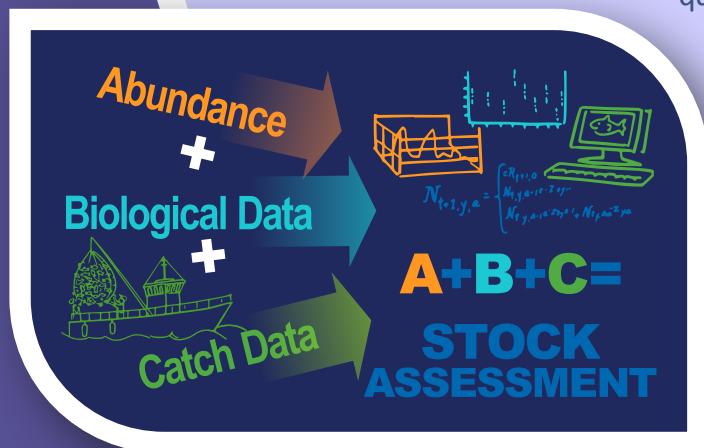 Abundance
+
Biological Data
+
Catch Data
A+B+C=
STOCK
ASSESSMENT